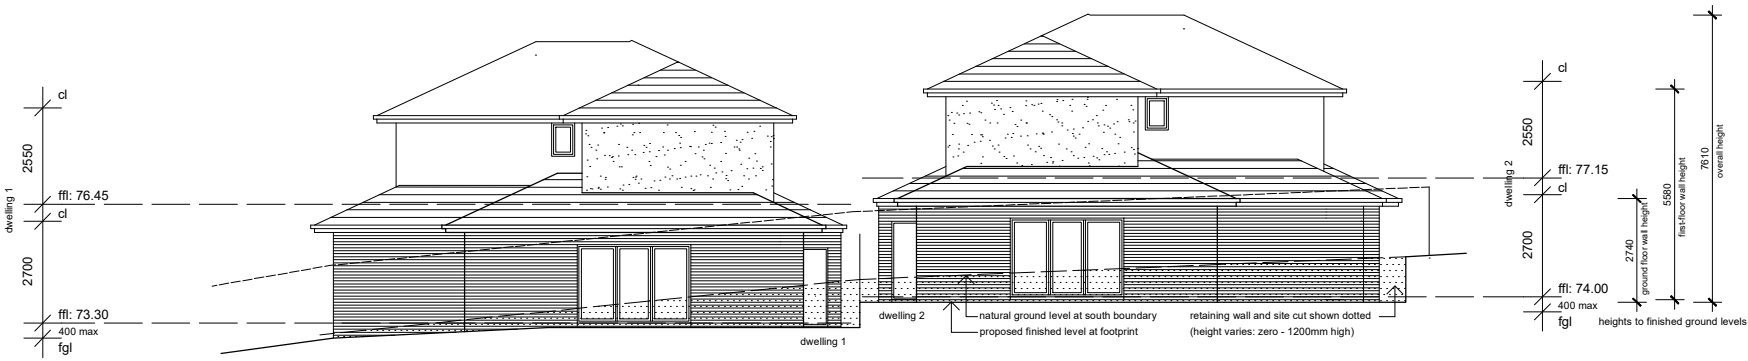 cl
2550
dwelling 1
ffl: 76.45
cl
2700
ffl: 73.30
400 max
fgl
dwelling 1
dwelling 2
natural ground level at south boundary
proposed finished level at footprint
retaining wall and site cut shown dotted
(height varies: zero - 1200mm high)
cl
2550
dwelling 2
ffl: 77.15
cl
2700
ffl: 74.00
400 max
fgl
2740
ground floor wall height
5580
first-floor wall height
7610
overall height
heights to finished ground levels